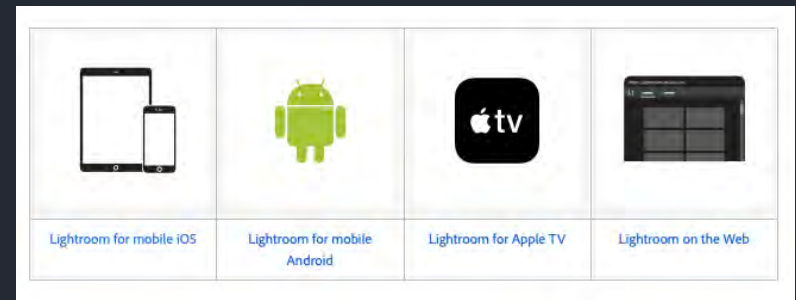 tv
Lightroom for mobile iOS
Lightroom for mobile
Android
Lightroom for Apple TV
Lightroom on the Web